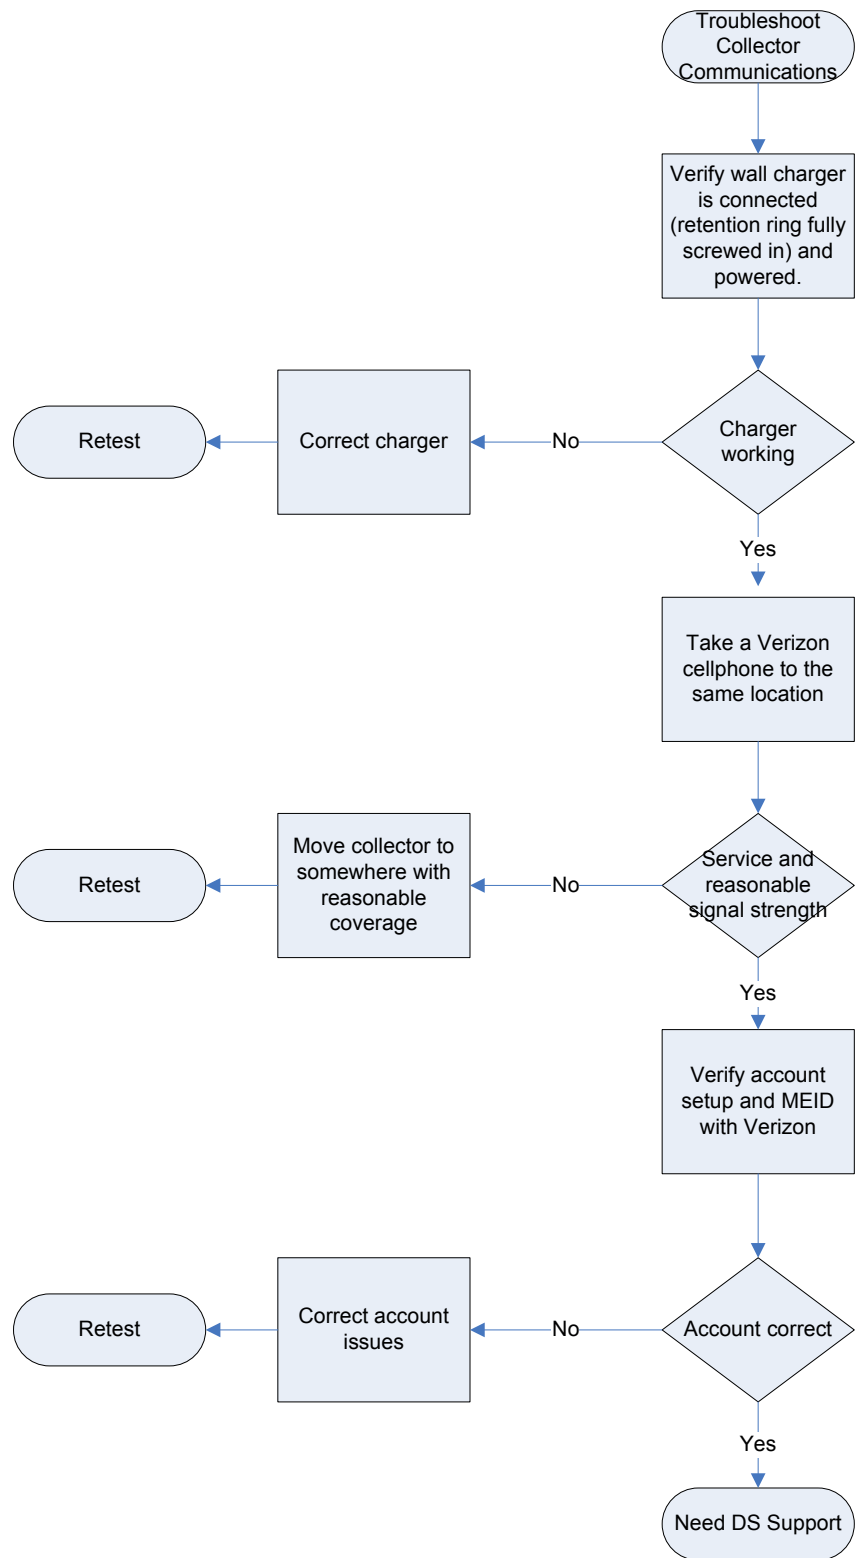 Troubleshoot
Collector
Communications
Verify wall charger
is connected
(retention ring fully
screwed in) and
powered.
Retest
Correct charger
No
Charger
working
Yes
Take a Verizon
cellphone to the
same location
Retest
Move collector to
somewhere with
reasonable
coverage
No
Service and
reasonable
signal strength
Yes
Verify account
setup and MEID
with Verizon
Retest
Correct account
issues
No
Account correct
Yes
Need DS Support